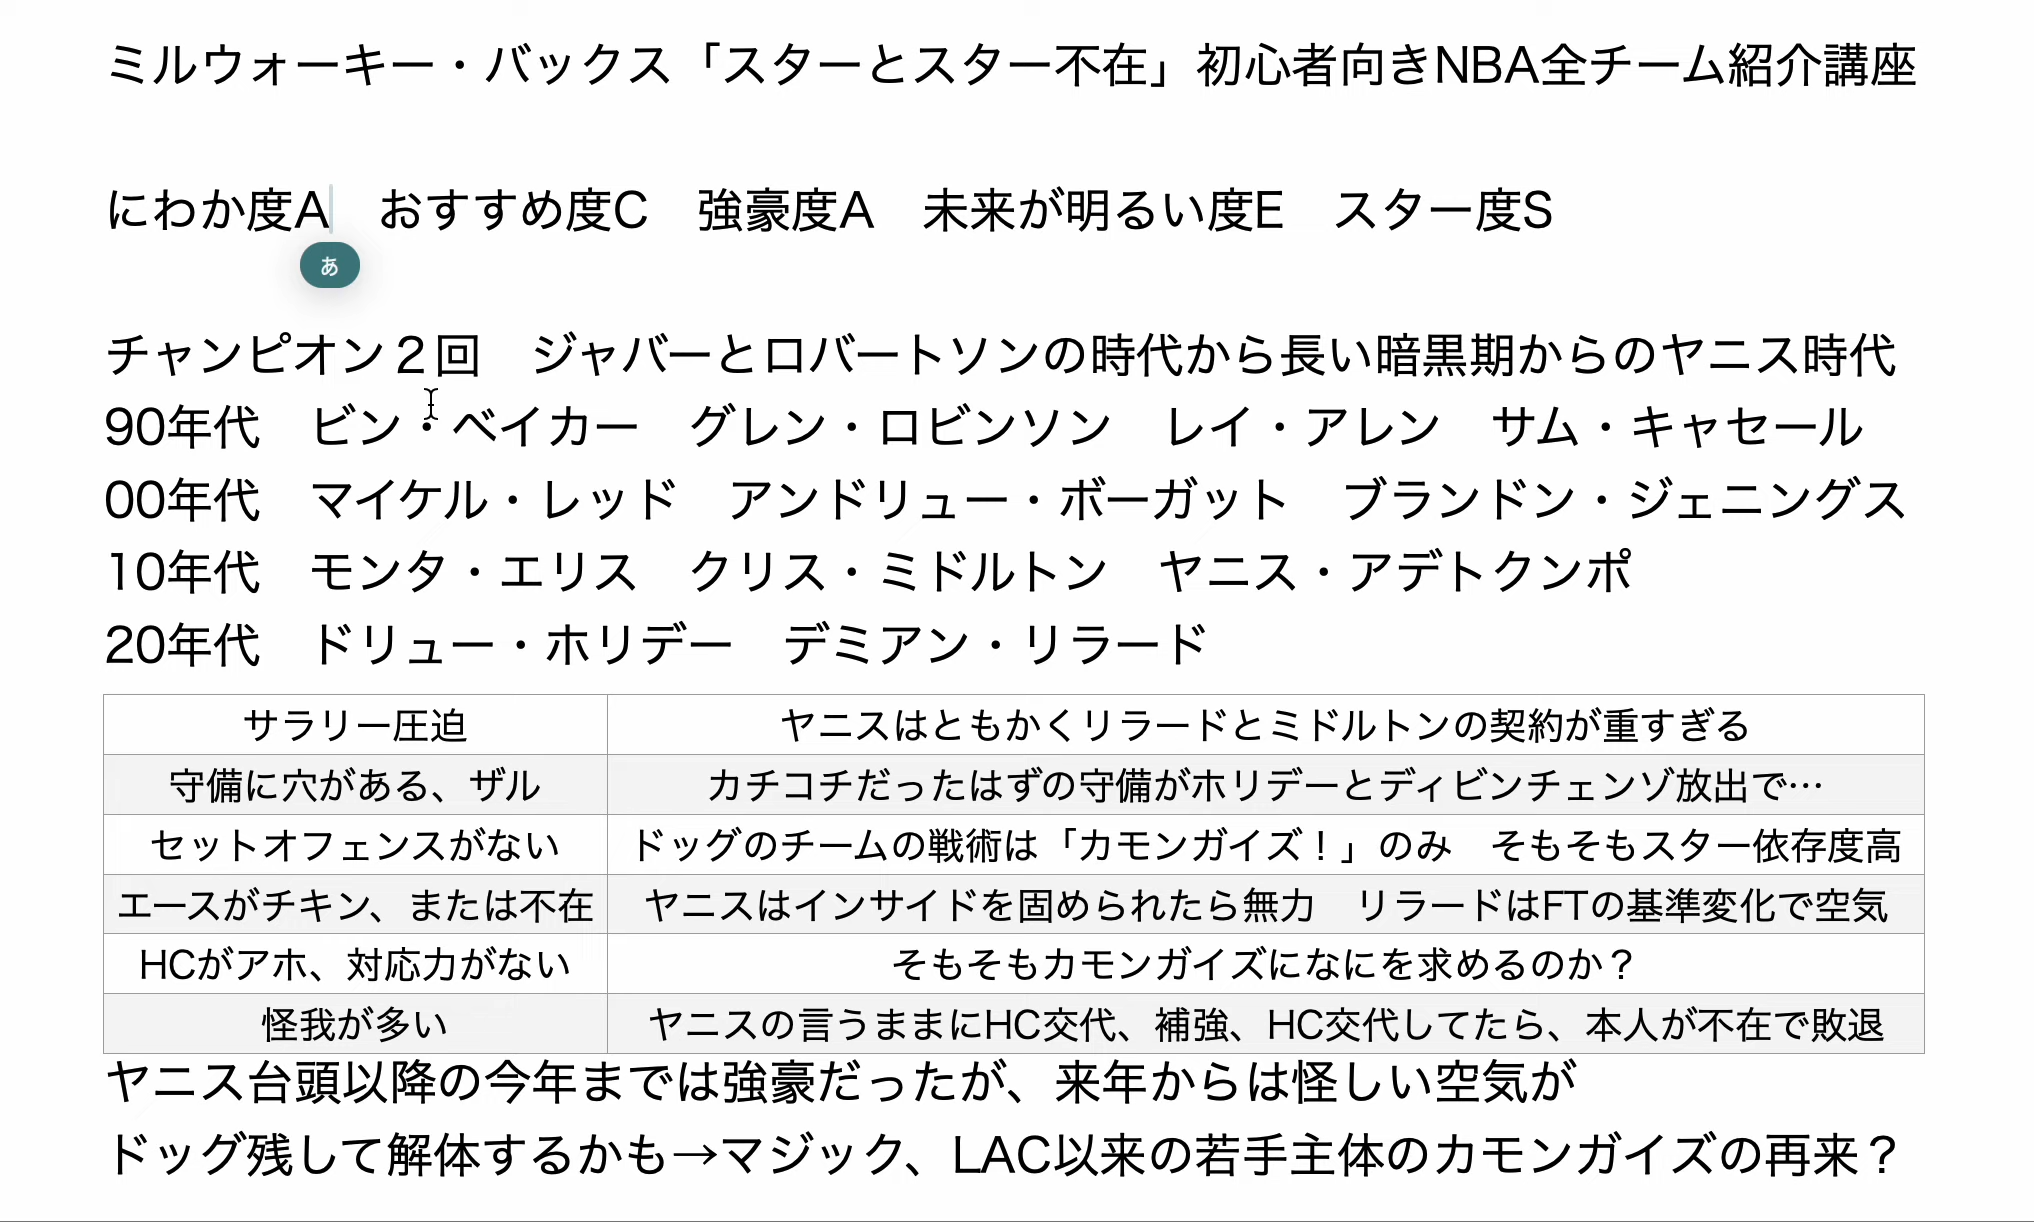 ミルウォーキー・バックス「スターとスター不在」初心者向きNBA全チーム紹介講座
にわか度A　おすすめ度C　強豪度A　未来が明るい度E　スター度S
あ
チャンピオン２回　ジャバーとロバートソンの時代から長い暗黒期からのヤニス時代
90年代　ビン・ベイカー　グレン・ロビンソン　レイ・アレン　サム・キャセール
00年代　マイケル・レッド　アンドリュー・ボーガット　ブランドン・ジェニングス
10年代　モンタ・エリス　クリス・ミドルトン　ヤニス・アデトクンポ
20年代　ドリュー・ホリデー　デミアン・リラード
サラリー圧迫　ヤニスはともかくリラードとミドルトンの契約が重すぎる
守備に穴がある、ザル　カチコチだったはずの守備がホリデーとディビンチェンゾ放出で…
セットオフェンスがない　ドッグのチームの戦術は「カモンガイズ！」のみ　そもそもスター依存度高
エースがチキン、または不在　ヤニスはインサイドを固められたら無力　リラードはFTの基準変化で空気
HCがアホ、対応力がない　そもそもカモンガイズになにを求めるのか？
怪我が多い　ヤニスの言うままにHC交代、補強、HC交代してたら、本人が不在で敗退
ヤニス台頭以降の今年までは強豪だったが、来年からは怪しい空気が
ドッグ残して解体するかも→マジック、LAC以来の若手主体のカモンガイズの再来？